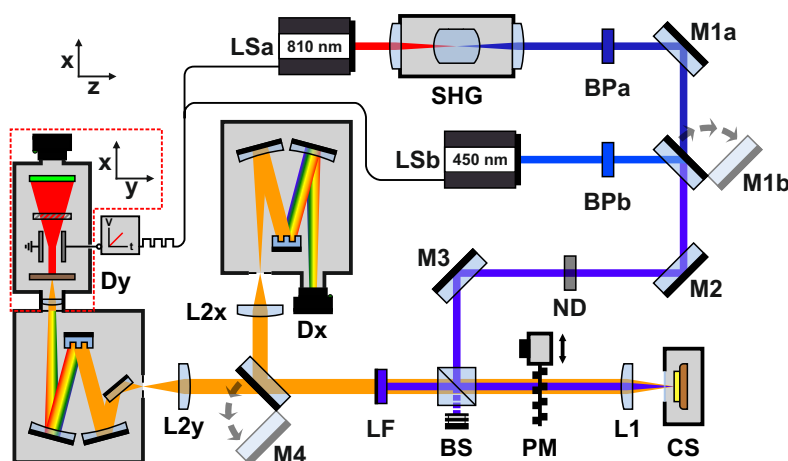 LSa
810 nm
SHG
BPa
M1a
x
z
LSb
450 nm
BPb
M1b
x
y
V
t
Dy
L2x
Dx
M3
ND
M2
L2y
M4
LF
BS
PM
L1
CS